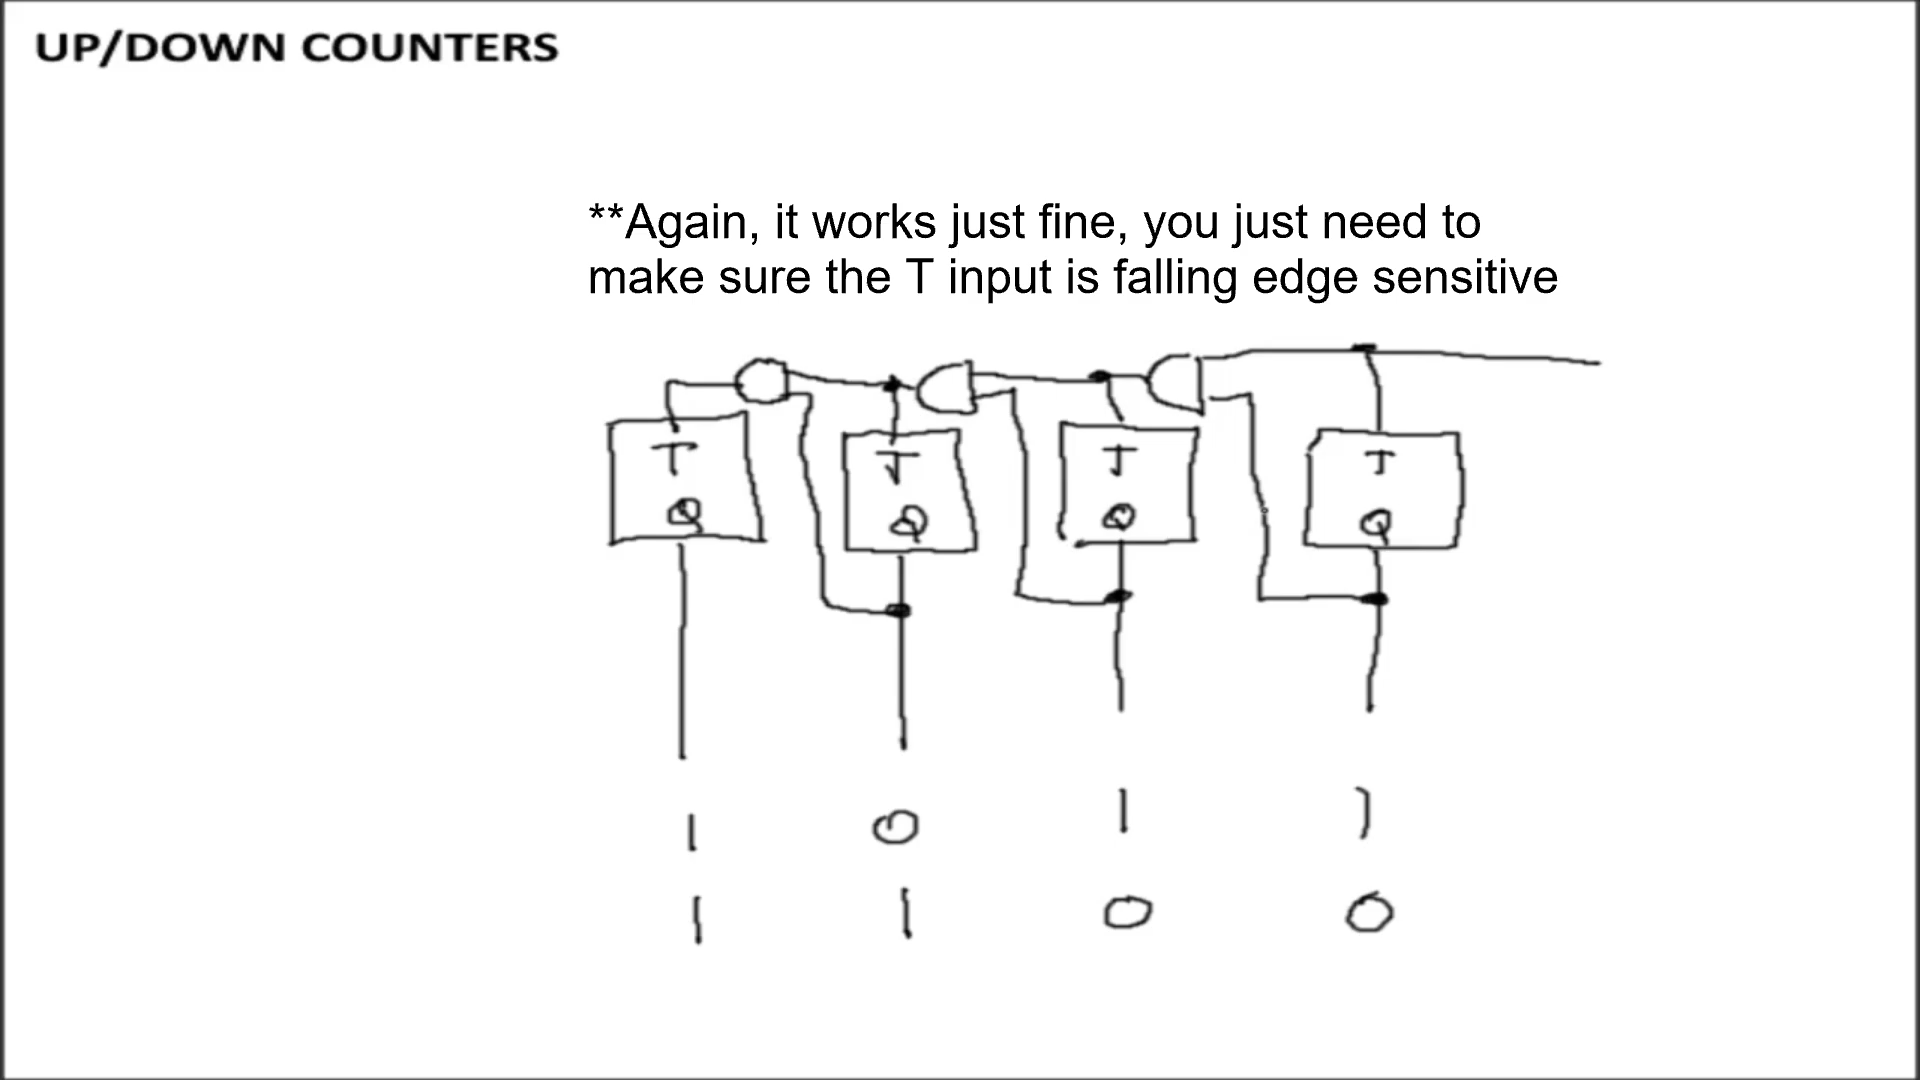 UP/DOWN COUNTERS
**Again, it works just fine, you just need to
make sure the T input is falling edge sensitive
T T T T
Q Q Q Q
1 0 1 1
1 1 0 0